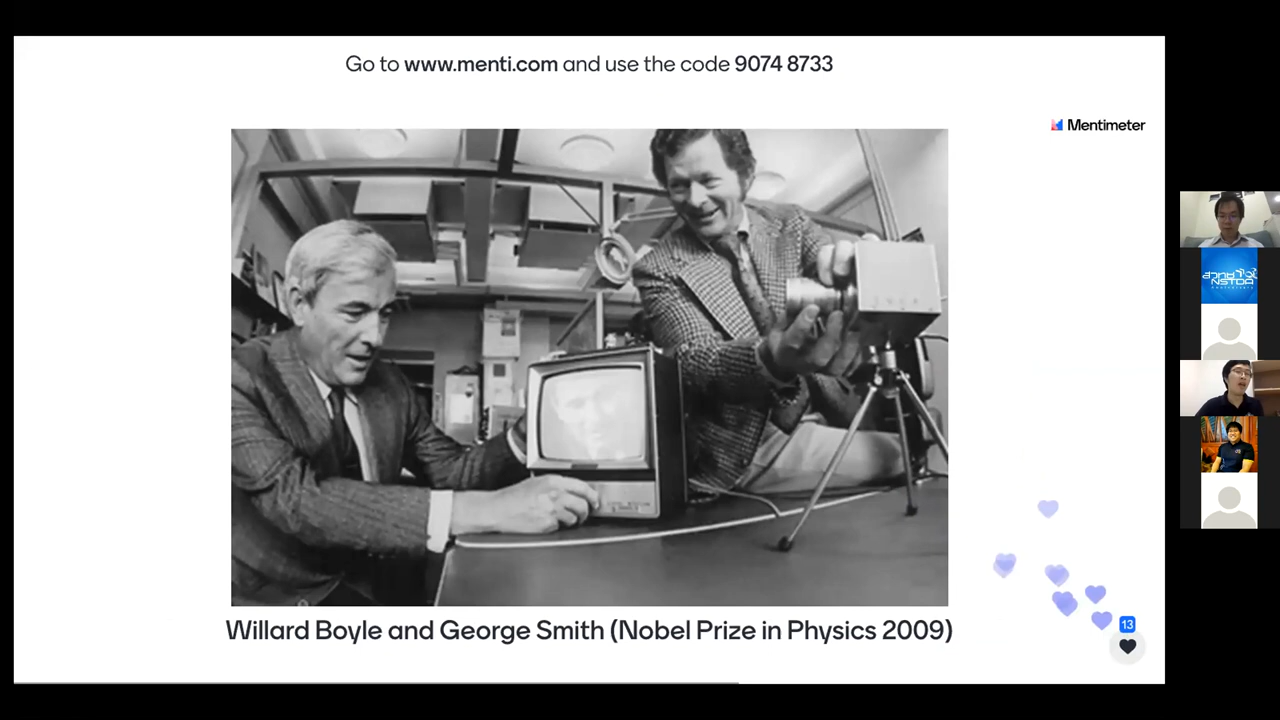 Go to www.menti.com and use the code 9074 8733
Mentimeter
Willard Boyle and George Smith (Nobel Prize in Physics 2009)
13
NSTDA